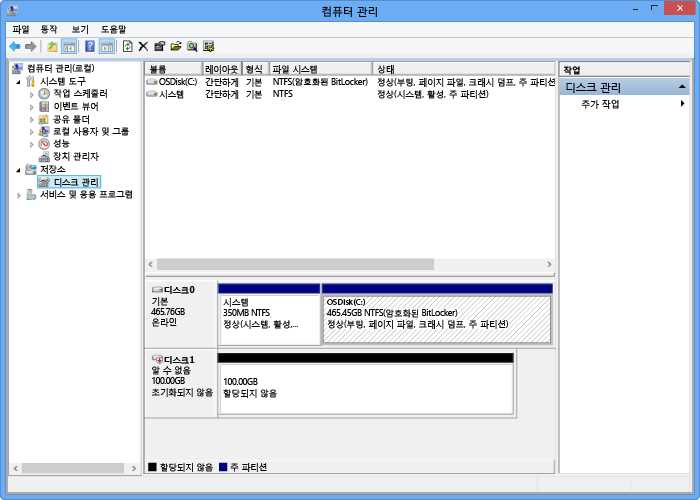 컴퓨터 관리
파일 동작 보기 도움말
컴퓨터 관리(로컬)
시스템 도구
작업 스케줄러
이벤트 뷰어
공유 폴더
로컬 사용자 및 그룹
성능
장치 관리자
저장소
디스크 관리
서비스 및 응용 프로그램
볼륨 레이아웃 형식 파일 시스템 상태
OSDisk(C:) 간단하게 기본 NTFS(암호화된 BitLocker) 정상(부팅, 페이지 파일, 크래시 덤프, 주 파티션
시스템 간단하게 기본 NTFS 정상(시스템, 활성, 주 파티션)
디스크0
기본
465.76GB
온라인
시스템
350MB NTFS
정상(시스템, 활성,...
OSDisk(C:)
465.45GB NTFS(암호화된 BitLocker)
정상(부팅, 페이지 파일, 크래시 덤프, 주 파티션)
디스크1
알 수 없음
100.00GB
초기화되지 않음
100.00GB
할당되지 않음
할당되지 않음 주 파티션
작업
디스크 관리
추가 작업